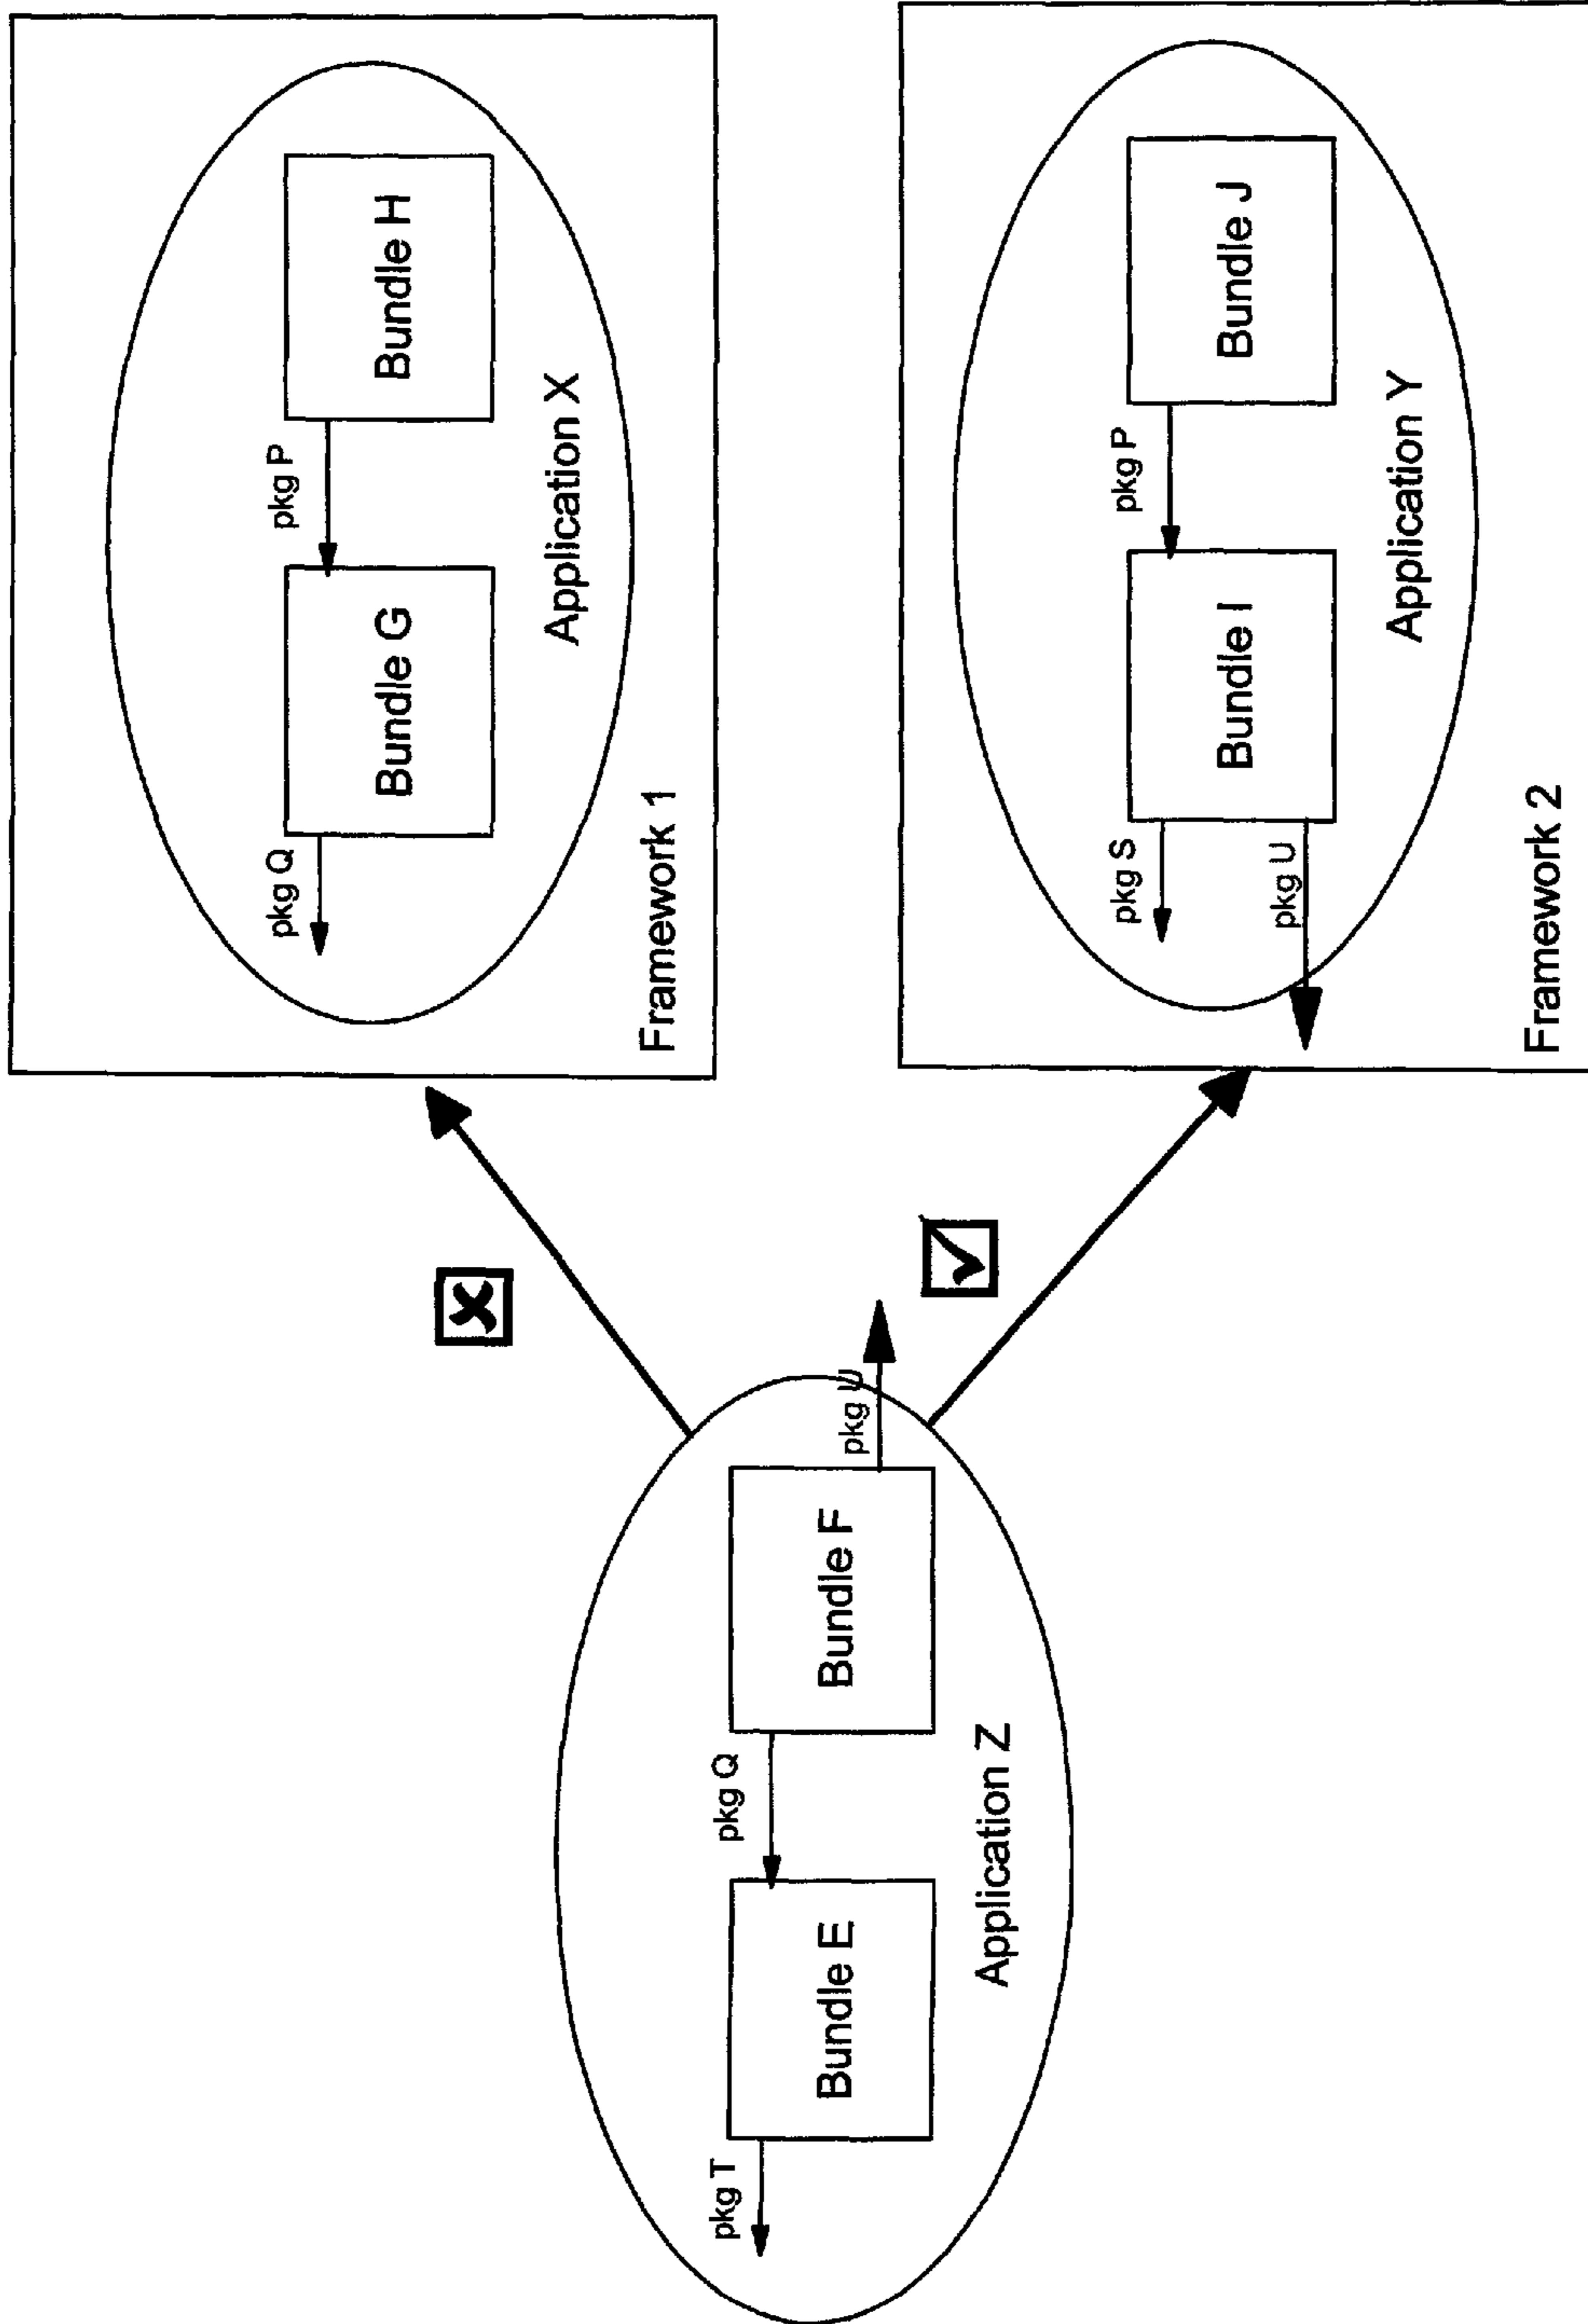 pkg T
Bundle E
pkg Q
Bundle F
pkg U
Application Z
pkg Q
Bundle G
pkg P
Bundle H
Application X
Framework 1
pkg S
pkg U
Bundle I
pkg P
Bundle J
Application Y
Framework 2